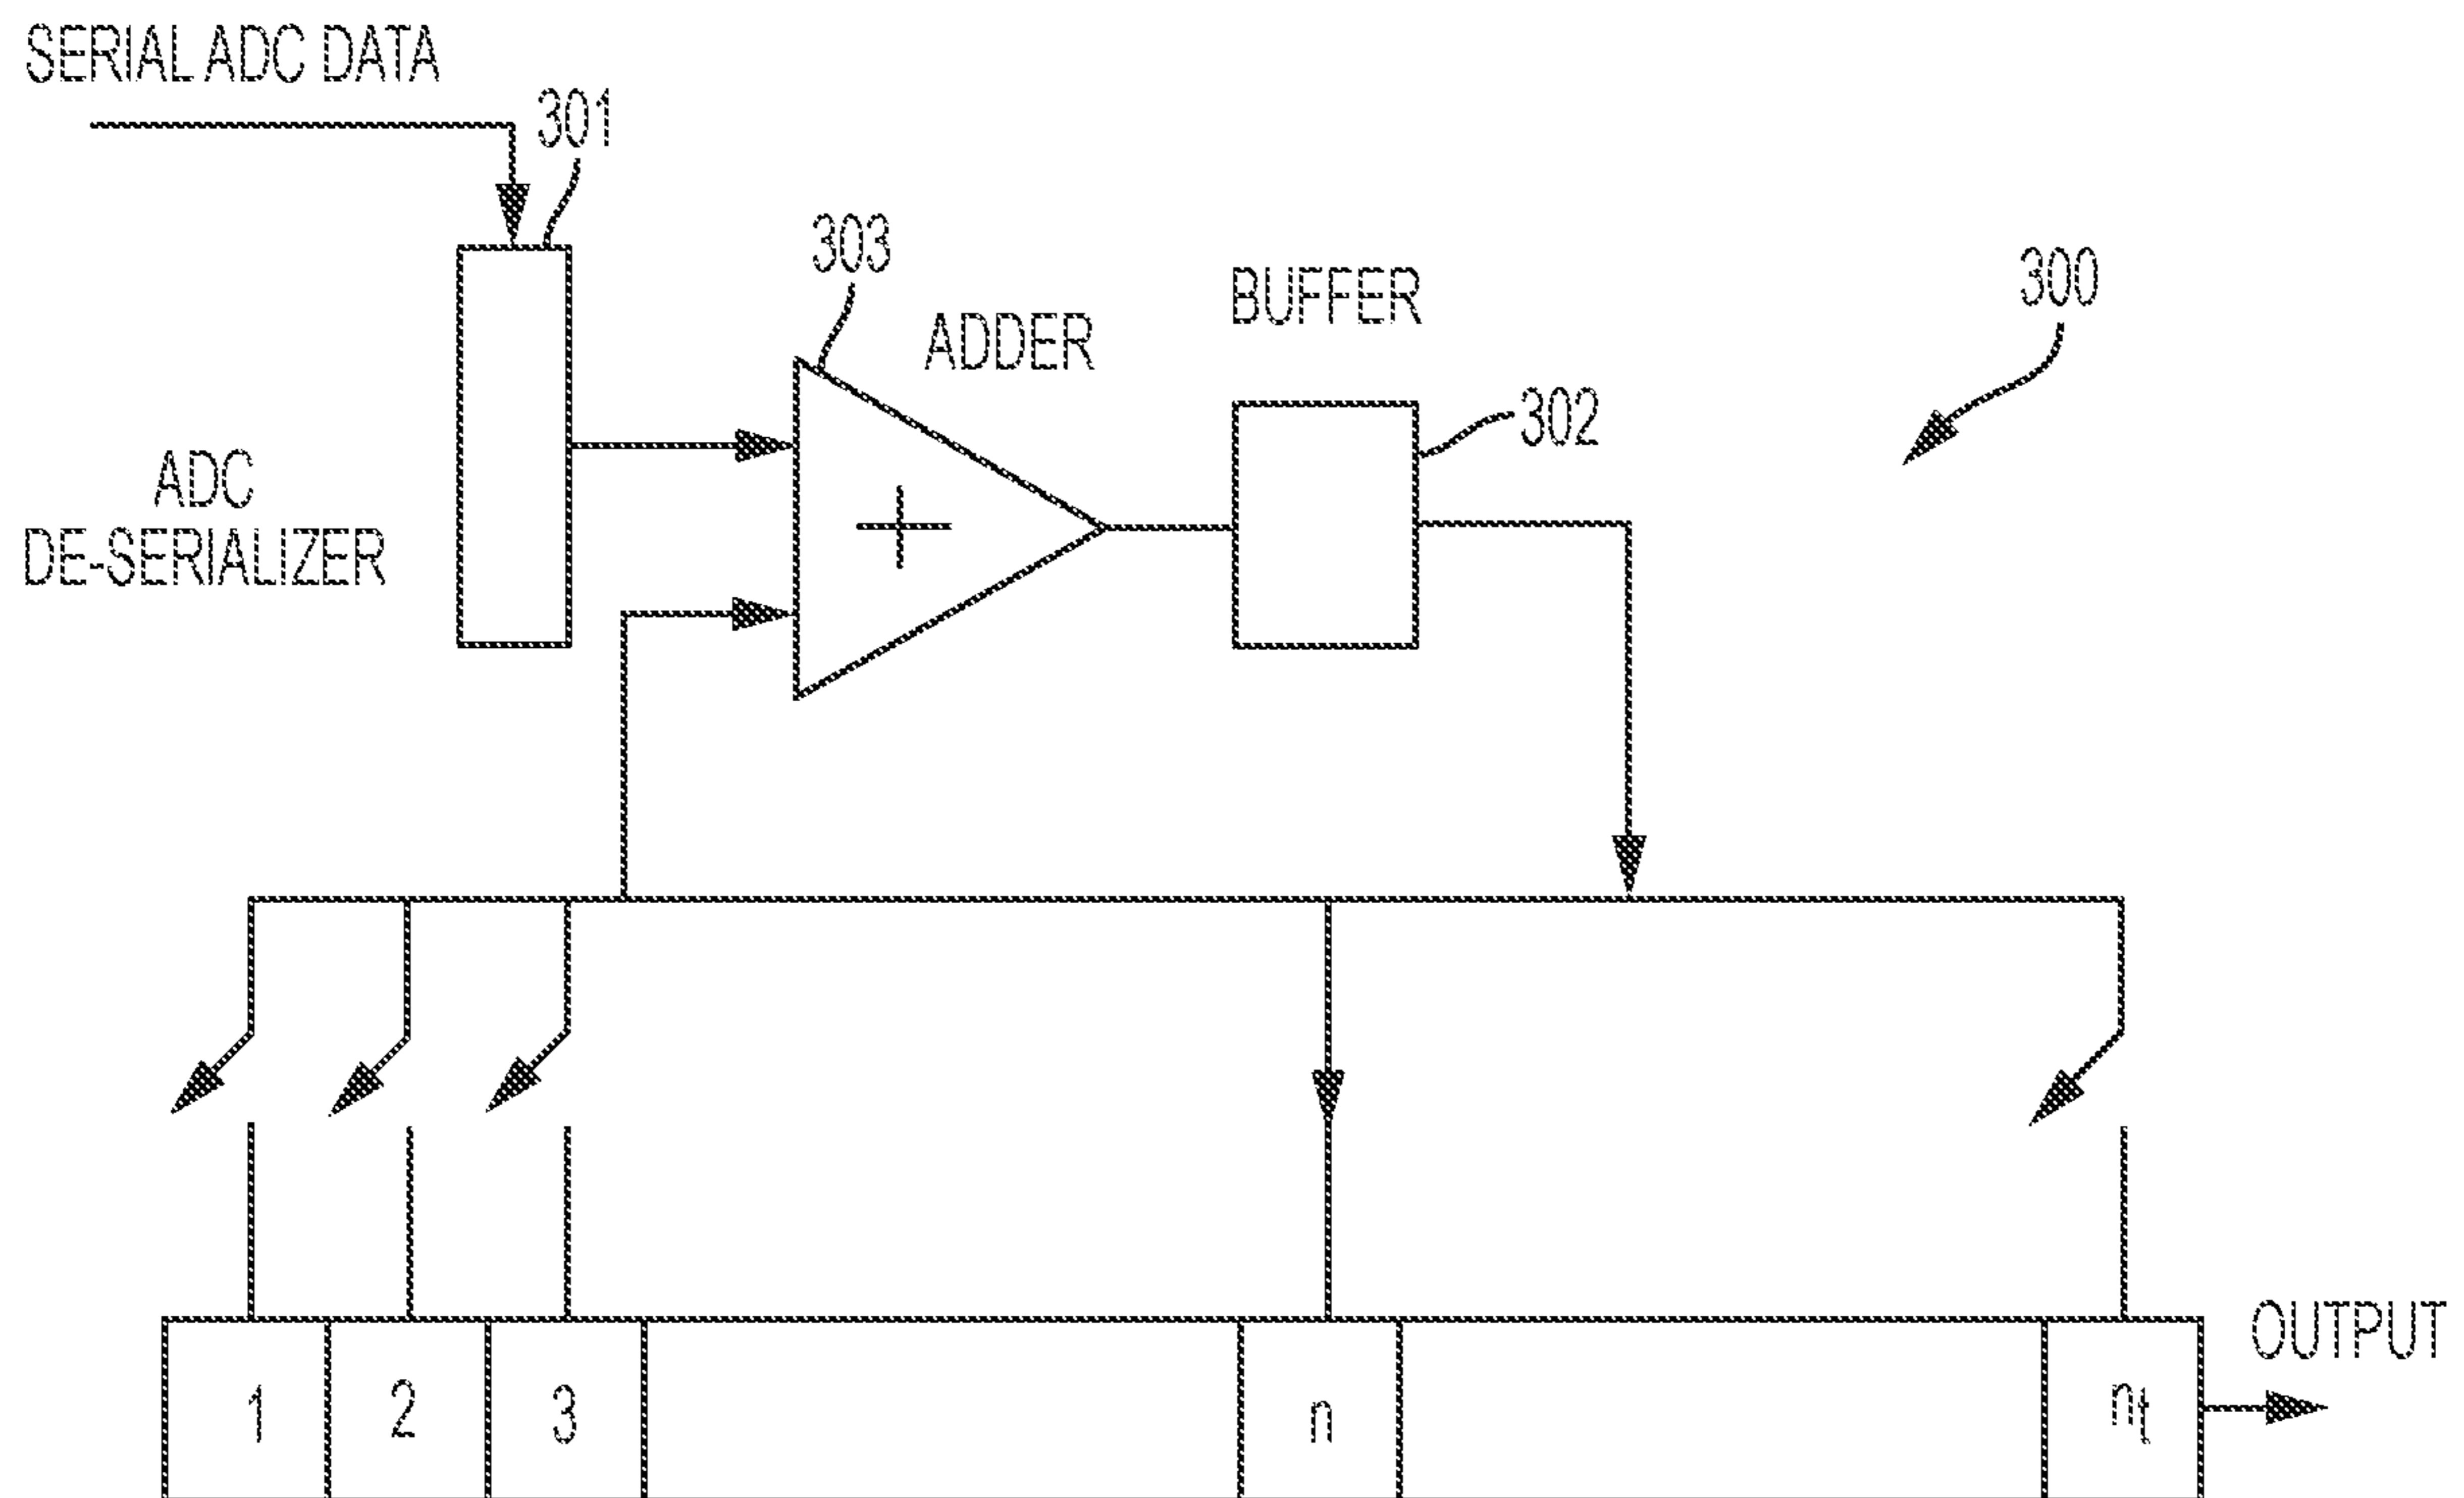 SERIAL ADC DATA
301
303
ADDER
BUFFER
300
302
ADC
DE-SERIALIZER
1
2
3
n
nt
OUTPUT